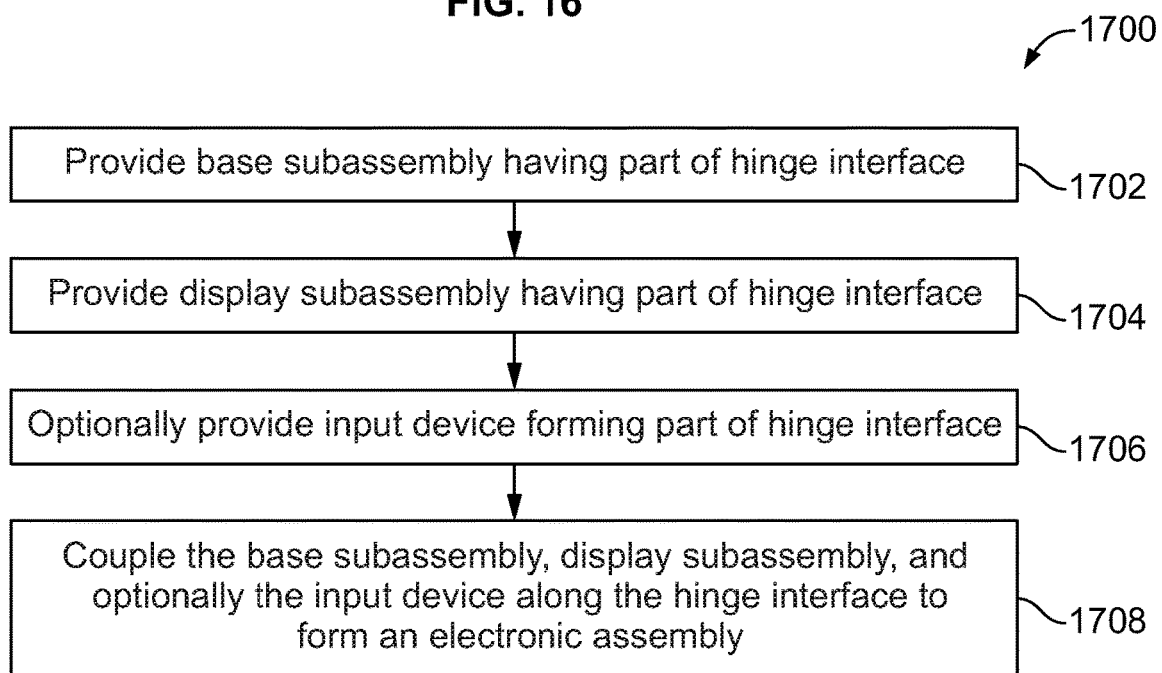 FIG. 16
1700
Provide base subassembly having part of hinge interface
1702
Provide display subassembly having part of hinge interface
1704
Optionally provide input device forming part of hinge interface
1706
Couple the base subassembly, display subassembly, and
optionally the input device along the hinge interface to
form an electronic assembly
1708